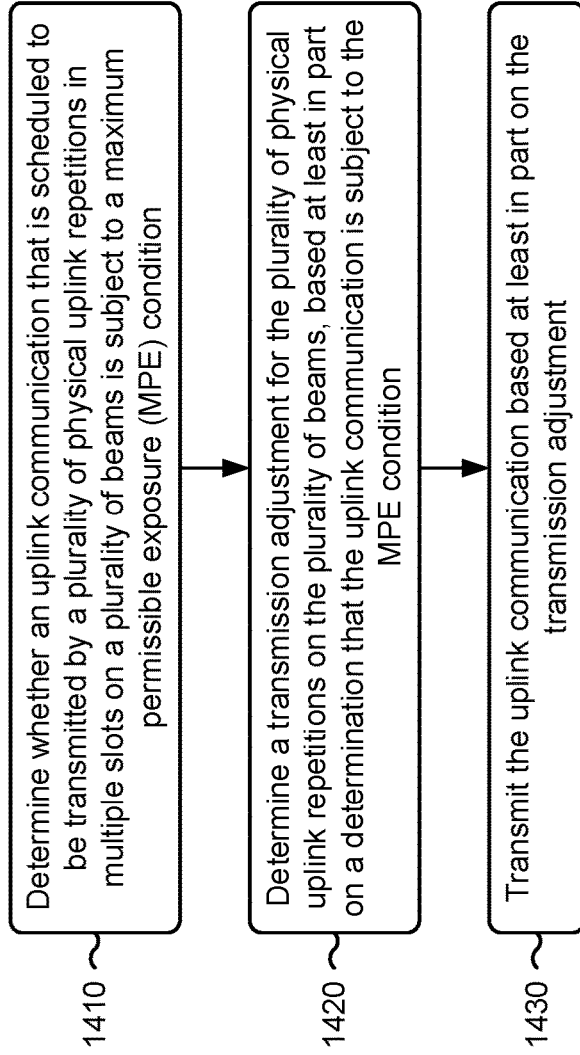 1410
Determine whether an uplink communication that is scheduled to
be transmitted by a plurality of physical uplink repetitions in
multiple slots on a plurality of beams is subject to a maximum
permissible exposure (MPE) condition
1420
Determine a transmission adjustment for the plurality of physical
uplink repetitions on the plurality of beams, based at least in part
on a determination that the uplink communication is subject to the
MPE condition
1430
Transmit the uplink communication based at least in part on the
transmission adjustment